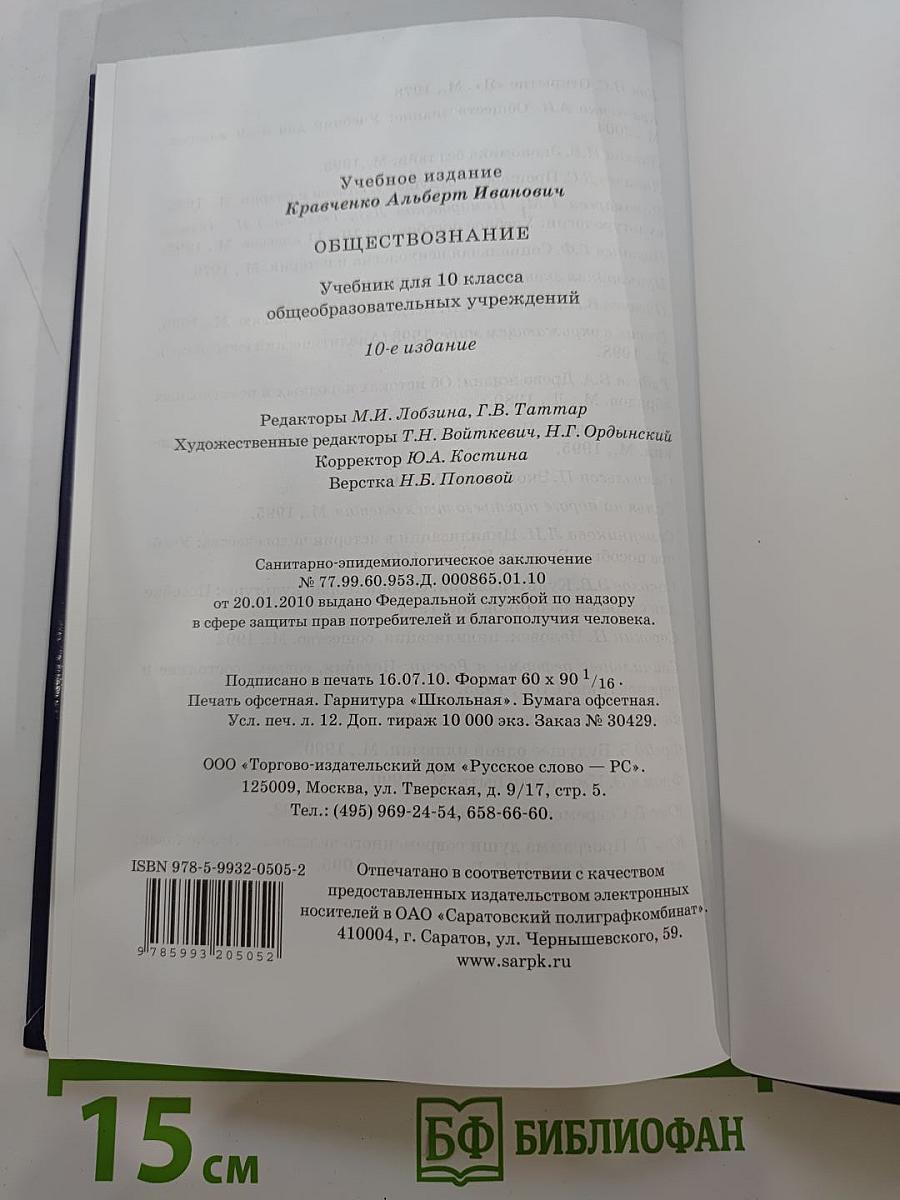 Учебное издание
Кравченко Альберт Иванович
ОБЩЕСТВОЗНАНИЕ
Учебник для 10 класса
общеобразовательных учреждений
10-е издание
Редакторы М.И. Лобзина, Г.В. Таттар
Художественные редакторы Т.Н. Войткевич, Н.Г. Ордынский
Корректор Ю.А. Костина
Верстка Н.Б. Поповой
Санитарно-эпидемиологическое заключение
№ 77.99.60.953.Д. 000865.01.10
от 20.01.2010 выдано Федеральной службой по надзору
в сфере защиты прав потребителей и благополучия человека.
Подписано в печать 16.07.10. Формат 60 х 90 1/16 .
Печать офсетная. Гарнитура «Школьная». Бумага офсетная.
Усл. печ. л. 12. Доп. тираж 10 000 экз. Заказ № 30429.
ООО «Торгово-издательский дом «Русское слово — РС».
125009, Москва, ул. Тверская, д. 9/17, стр. 5.
Тел.: (495) 969-24-54, 658-66-60.
ISBN 978-5-9932-0505-2
9 785993 205052
Отпечатано в соответствии с качеством
предоставленных издательством электронных
носителей в ОАО «Саратовский полиграфкомбинат».
410004, г. Саратов, ул. Чернышевского, 59.
www.sarpk.ru
15 см
БФ БИБЛИОФАН